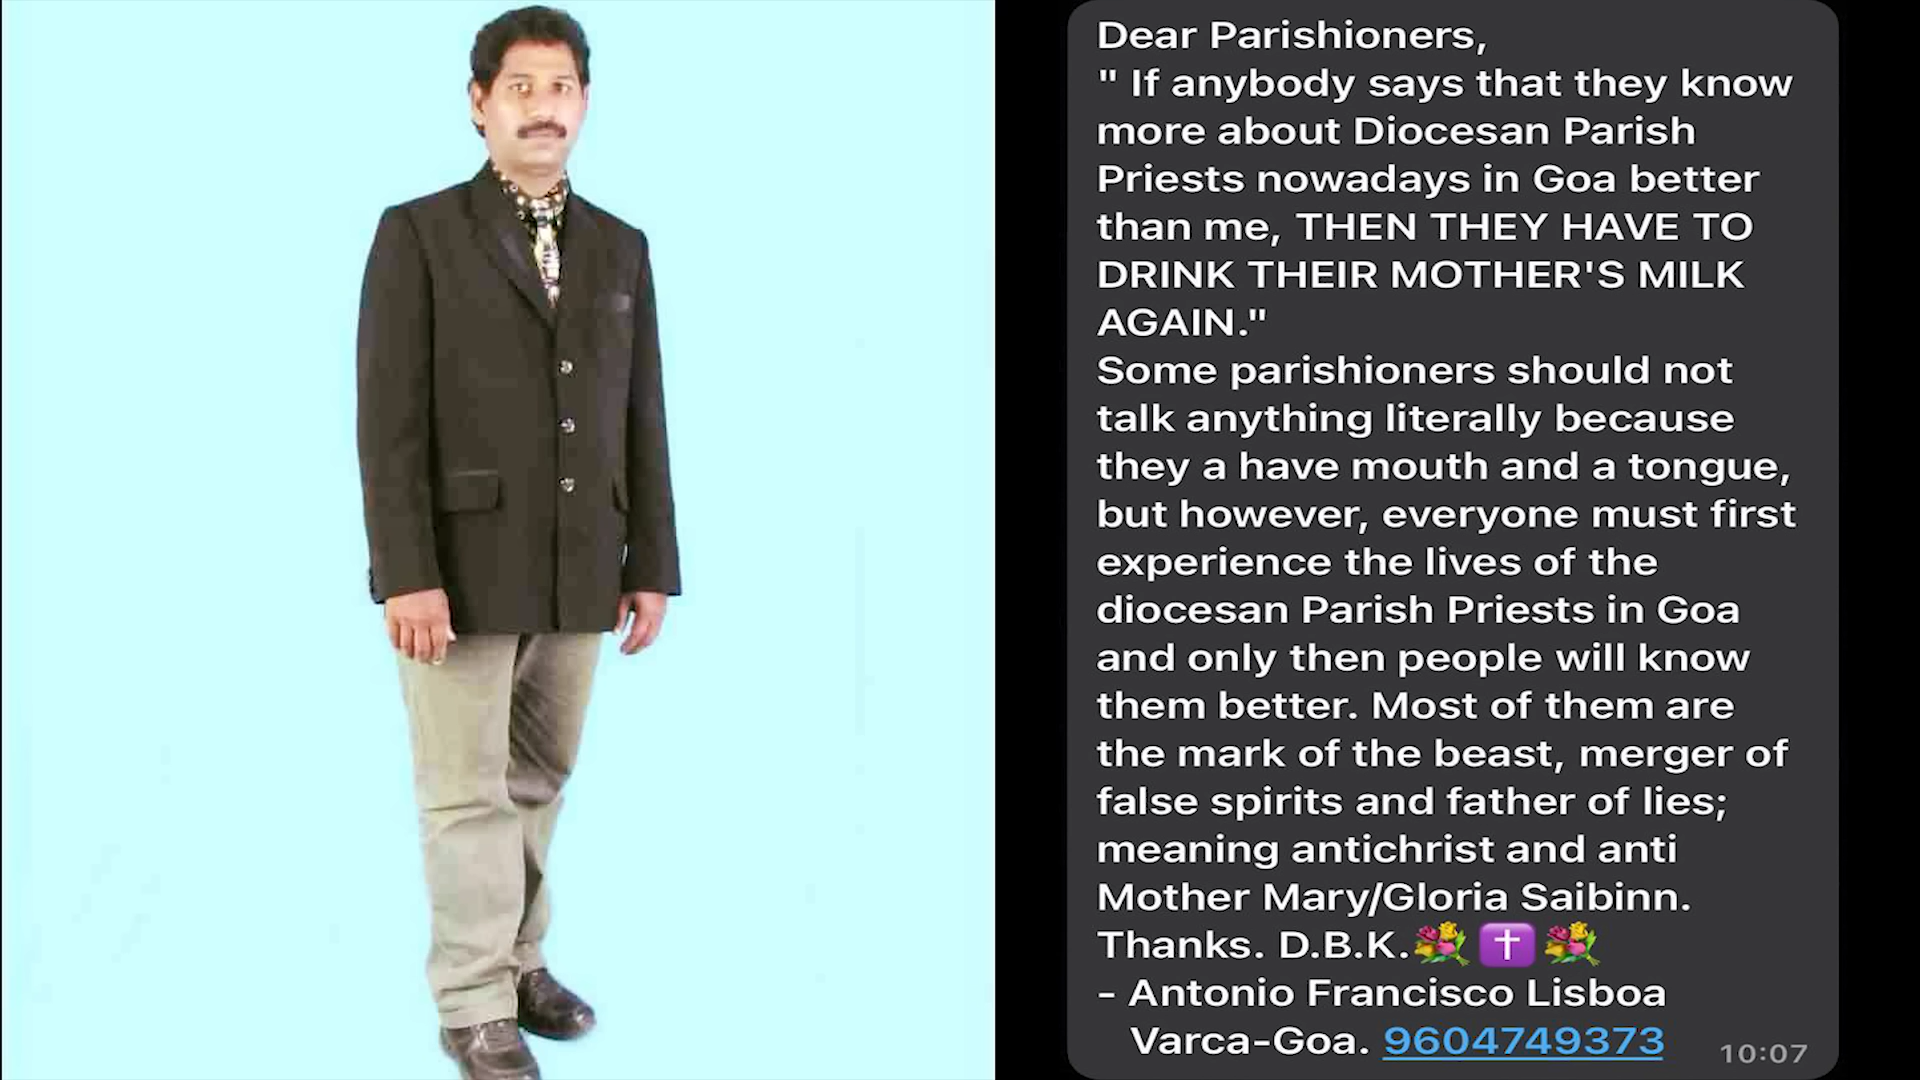 Dear Parishioners,
" If anybody says that they know
more about Diocesan Parish
Priests nowadays in Goa better
than me, THEN THEY HAVE TO
DRINK THEIR MOTHER'S MILK
AGAIN."
Some parishioners should not
talk anything literally because
they a have mouth and a tongue,
but however, everyone must first
experience the lives of the
diocesan Parish Priests in Goa
and only then people will know
them better. Most of them are
the mark of the beast, merger of
false spirits and father of lies;
meaning antichrist and anti
Mother Mary/Gloria Saibinn.
Thanks. D.B.K.💐✝️💐
- Antonio Francisco Lisboa
Varca-Goa. 9604749373
10:07